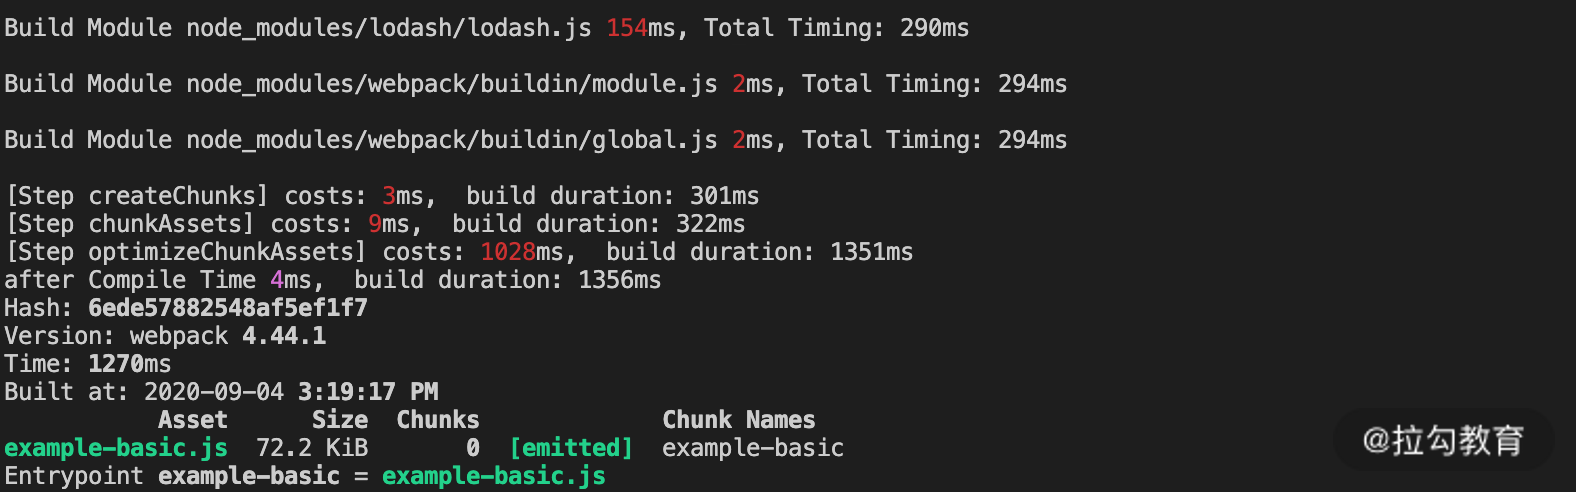 Build Module node_modules/lodash/lodash.js 154ms, Total Timing: 290ms
Build Module node_modules/webpack/buildin/module.js 2ms, Total Timing: 294ms
Build Module node_modules/webpack/buildin/global.js 2ms, Total Timing: 294ms
[Step createChunks] costs: 3ms,  build duration: 301ms
[Step chunkAssets] costs: 9ms,  build duration: 322ms
[Step optimizeChunkAssets] costs: 1028ms,  build duration: 1351ms
after Compile Time 4ms,  build duration: 1356ms
Hash: 6ede57882548af5ef1f7
Version: webpack 4.44.1
Time: 1270ms
Built at: 2020-09-04 3:19:17 PM
Asset Size Chunks Chunk Names
example-basic.js 72.2 KiB 0 [emitted] example-basic
Entrypoint example-basic = example-basic.js
@拉勾教育